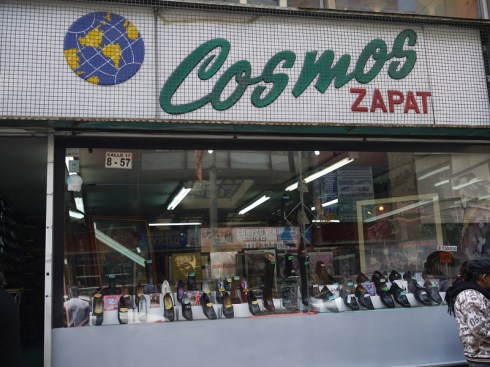 Cosmos
ZAPAT
CALLE 17
8-57